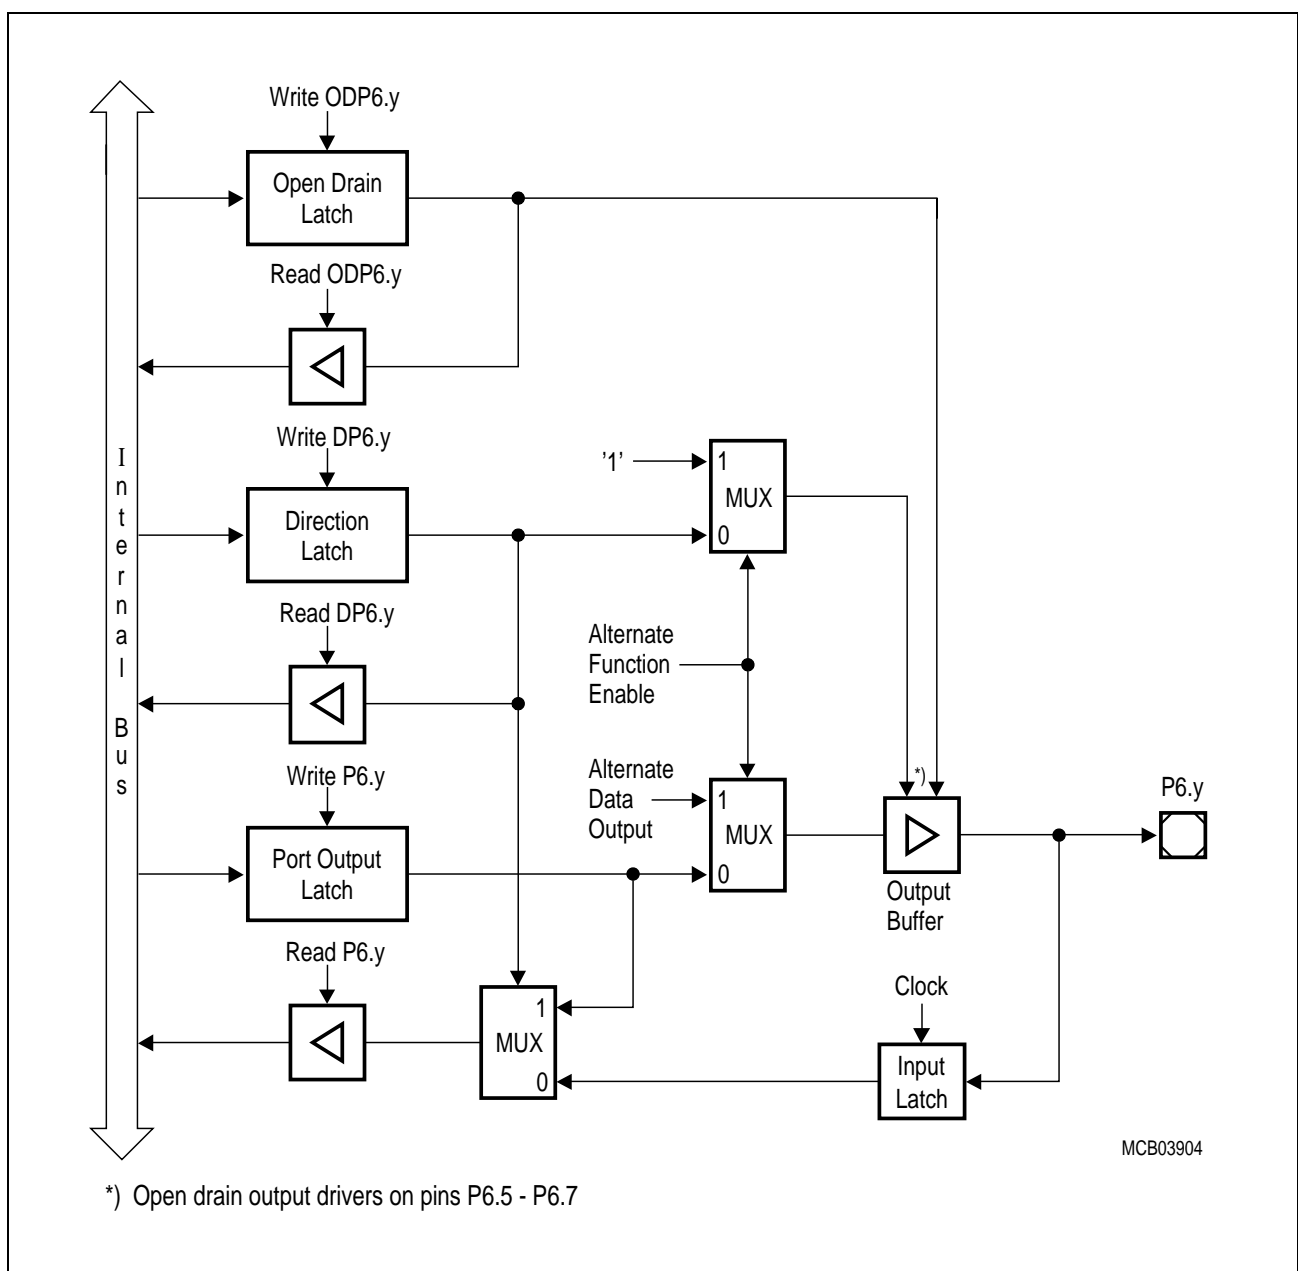 Write ODP6.y
Open Drain
Latch
Read ODP6.y
Write DP6.y
Direction
Latch
Read DP6.y
Write P6.y
Port Output
Latch
Read P6.y
Internal Bus
'1'
1
MUX
0
Alternate
Function
Enable
Alternate
Data
Output
1
MUX
0
*)
Output
Buffer
P6.y
1
MUX
0
Clock
Input
Latch
MCB03904
*) Open drain output drivers on pins P6.5 - P6.7